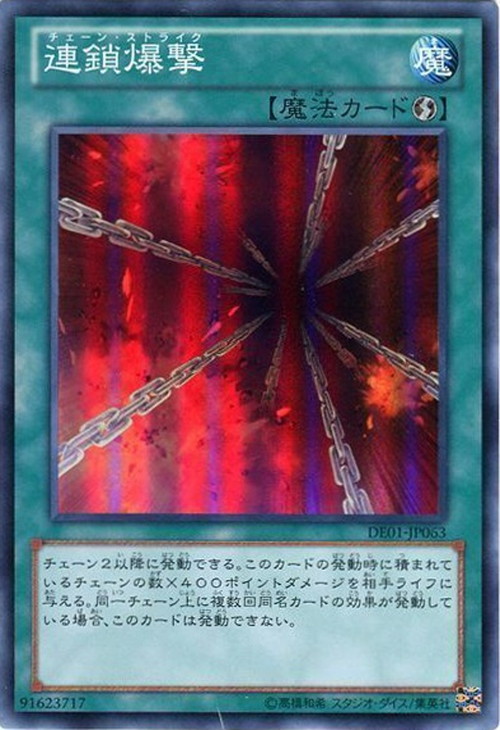 チェーン・ストライク
連鎖爆撃
魔
まほう
【魔法カード】
DE01-JP063
チェーン2以降に発動できる。このカードの発動時に積まれて
いるチェーンの数×400ポイントダメージを相手ライフに
与える。同一チェーン上に複数回同名カードの効果が発動して
いる場合、このカードは発動できない。
91623717
©高橋和希 スタジオ・ダイス/集英社